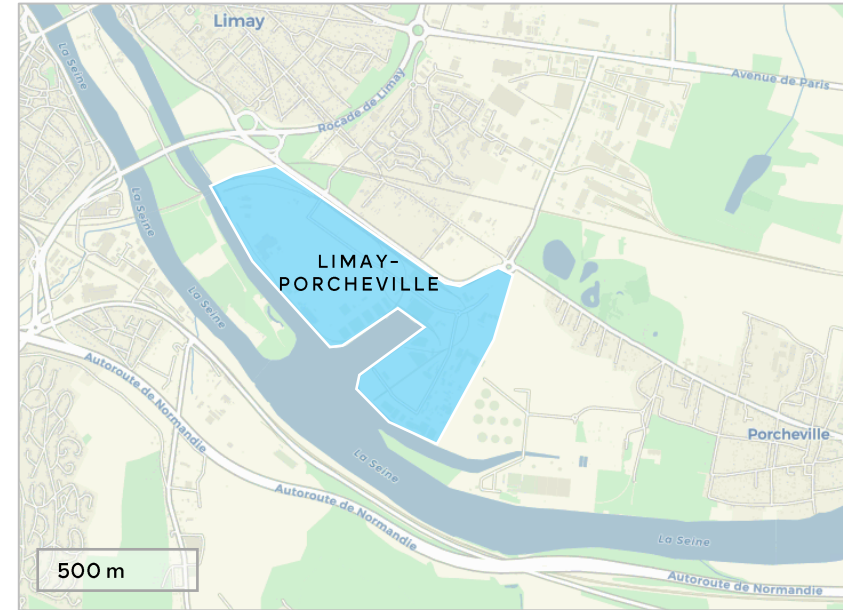 Limay
La Seine
Avenue de Paris
Rocade de Limay
La Seine
LIMAY-
PORCHEVILLE
La Seine
Autoroute de Normandie
Porcheville
La Seine
Autoroute de Normandie
La Seine
500 m
Autoroute de Normandie